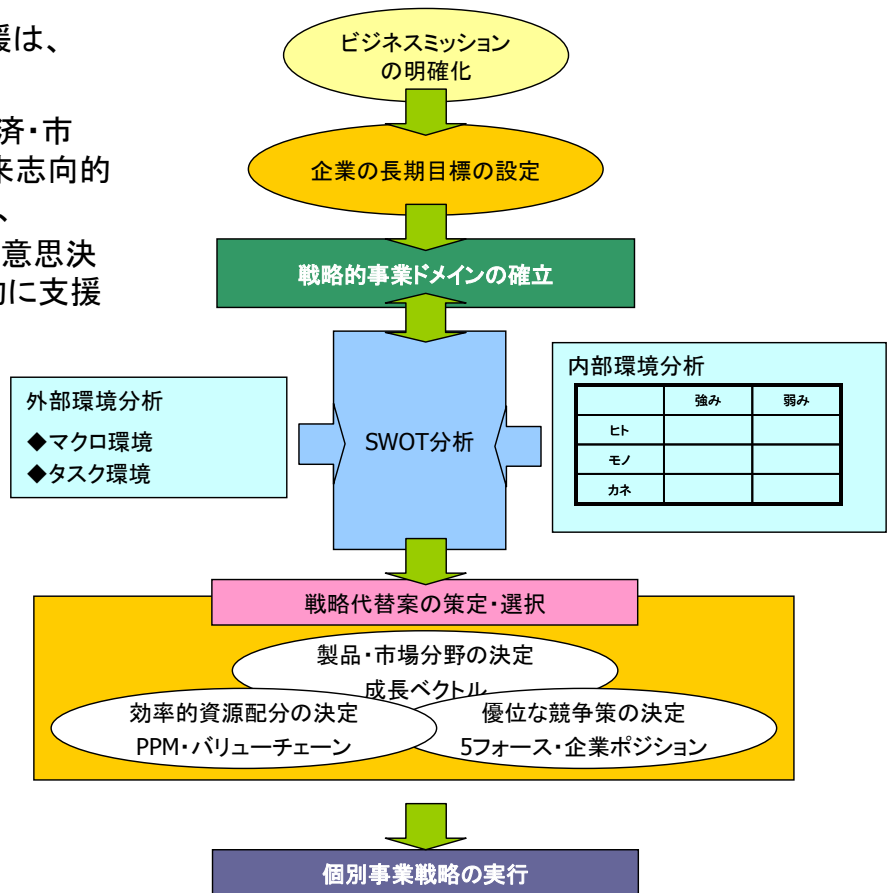 援は、
済・市
来志向的
、
意思決
的に支援
ビジネスミッション
の明確化
企業の長期目標の設定
戦略的事業ドメインの確立
外部環境分析
◆マクロ環境
◆タスク環境
SWOT分析
内部環境分析
強み 弱み
ヒト
モノ
カネ
戦略代替案の策定・選択
製品・市場分野の決定
成長ベクトル
効率的資源配分の決定
PPM・バリューチェーン
優位な競争策の決定
5フォース・企業ポジション
個別事業戦略の実行